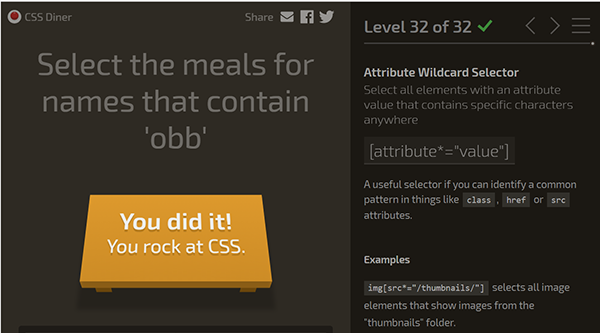 CSS Diner
Share
Select the meals for
names that contain
'obb'
You did it!
You rock at CSS.
Level 32 of 32
Attribute Wildcard Selector
Select all elements with an attribute
value that contains specific characters
anywhere
[attribute*="value"]
A useful selector if you can identify a common
pattern in things like class , href or src
attributes.
Examples
img[src*="/thumbnails/"] selects all image
elements that show images from the
"thumbnails" folder.